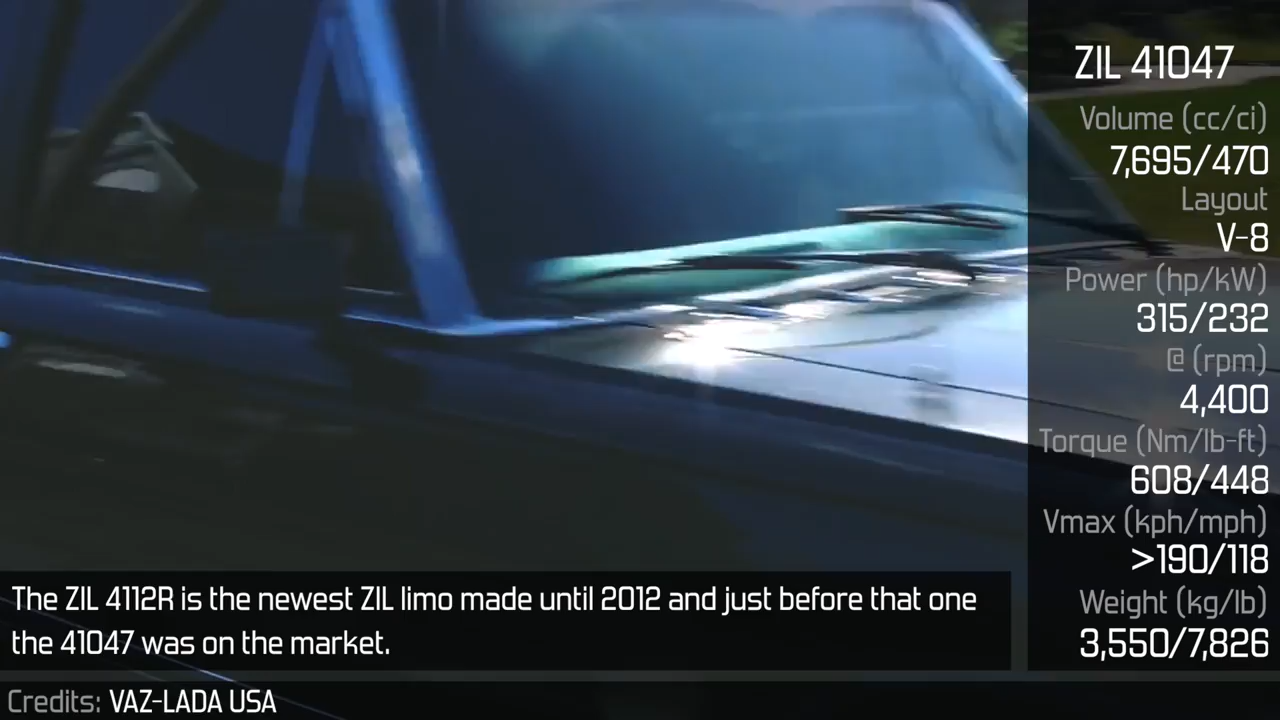 ZIL 41047
Volume (cc/ci)
7,695/470
Layout
V-8
Power (hp/kW)
315/232
@ (rpm)
4,400
Torque (Nm/lb-ft)
608/448
Vmax (kph/mph)
>190/118
Weight (kg/lb)
3,550/7,826
The ZIL 4112R is the newest ZIL limo made until 2012 and just before that one
the 41047 was on the market.
Credits: VAZ-LADA USA